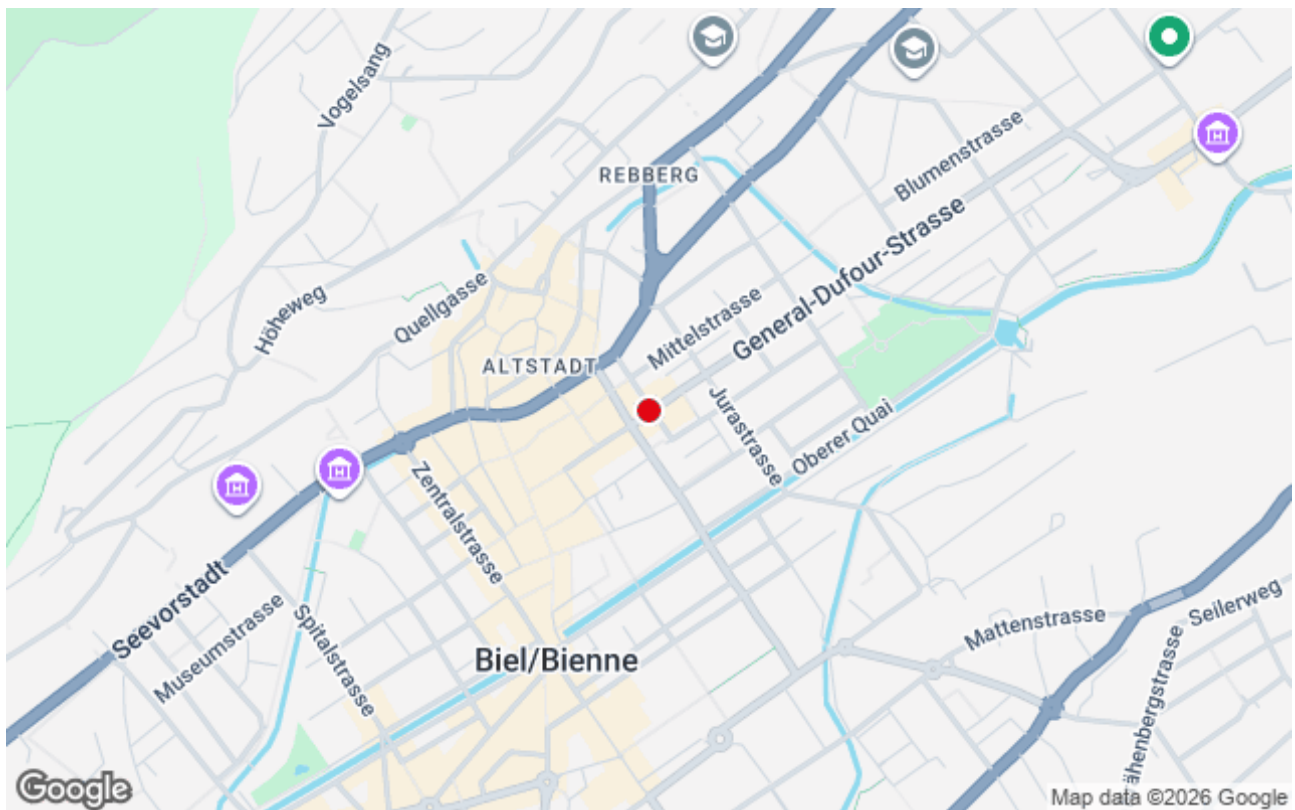 Vogelsang
REBBERG
Blumenstrasse
General-Dufour-Strasse
Höheweg
Quellgasse
Mittelstrasse
ALTSTADT
Jurastrasse
Oberer Quai
Zentralstrasse
Seevorstadt
Museumstrasse
Spitalstrasse
Biel/Bienne
Mattenstrasse
Seilerweg
ähenbergstrasse
Google
Map data ©2026 Google